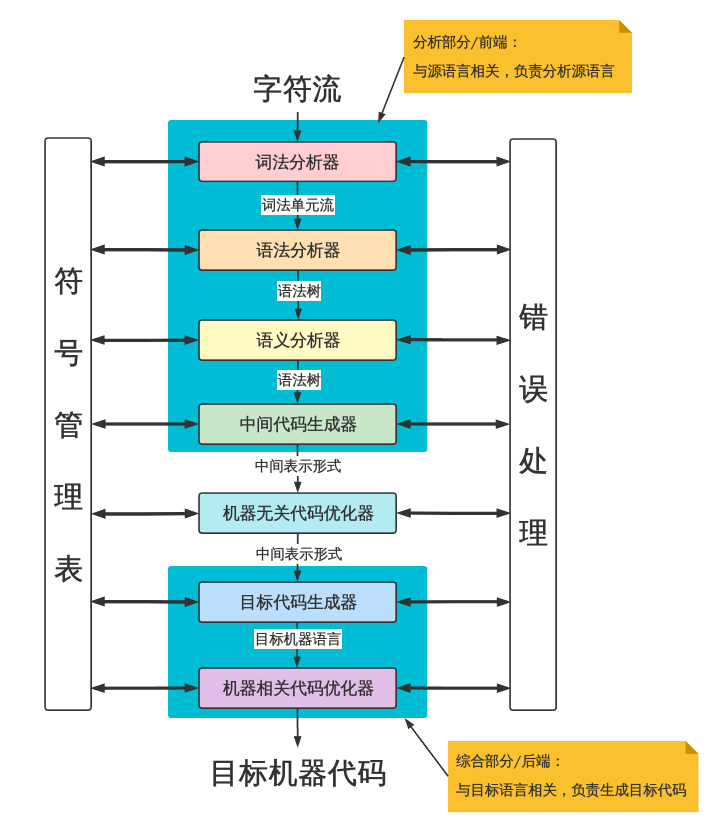 分析部分/前端：
与源语言相关，负责分析源语言
字符流
词法分析器
词法单元流
语法分析器
语法树
语义分析器
语法树
中间代码生成器
中间表示形式
机器无关代码优化器
中间表示形式
目标代码生成器
目标机器语言
机器相关代码优化器
目标机器代码
符号管理表
错误处理
综合部分/后端：
与目标语言相关，负责生成目标代码